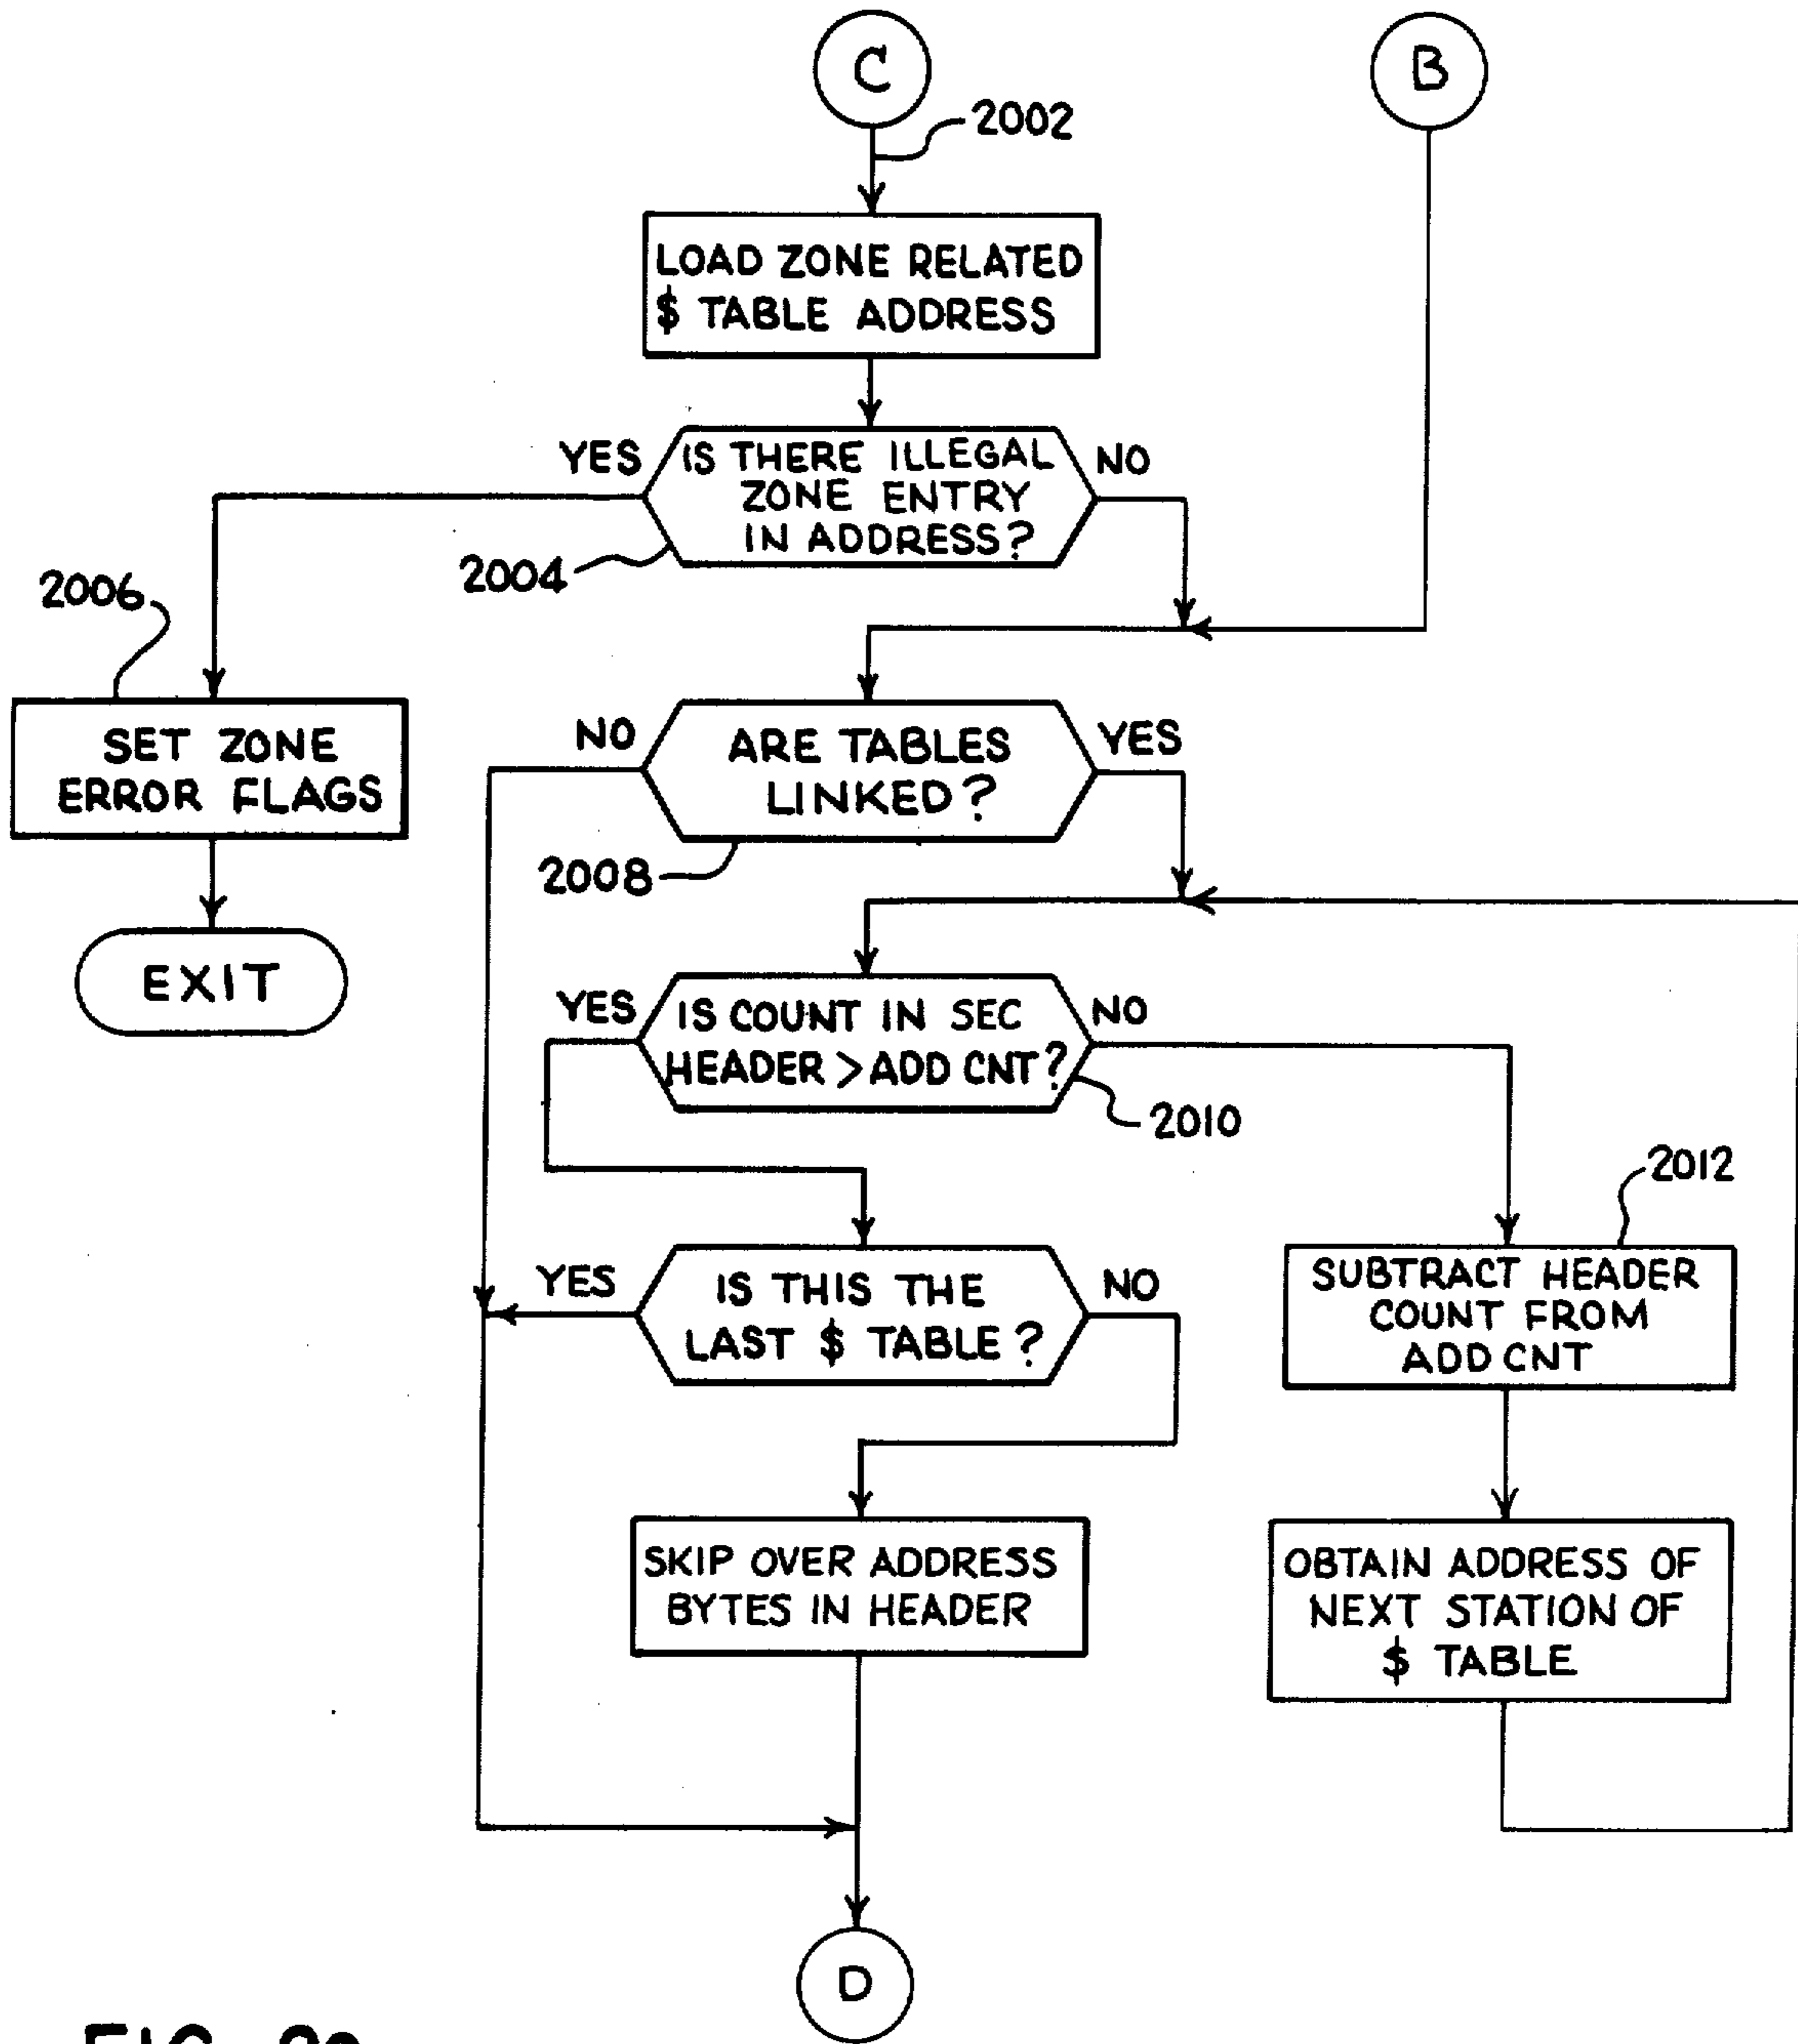 C
B
2002
LOAD ZONE RELATED
$ TABLE ADDRESS
YES
IS THERE ILLEGAL
ZONE ENTRY
IN ADDRESS?
NO
2004
2006
SET ZONE
ERROR FLAGS
EXIT
NO
ARE TABLES
LINKED?
YES
2008
YES
IS COUNT IN SEC
HEADER > ADD CNT?
NO
2010
2012
SUBTRACT HEADER
COUNT FROM
ADD CNT
YES
IS THIS THE
LAST $ TABLE?
NO
SKIP OVER ADDRESS
BYTES IN HEADER
OBTAIN ADDRESS OF
NEXT STATION OF
$ TABLE
D